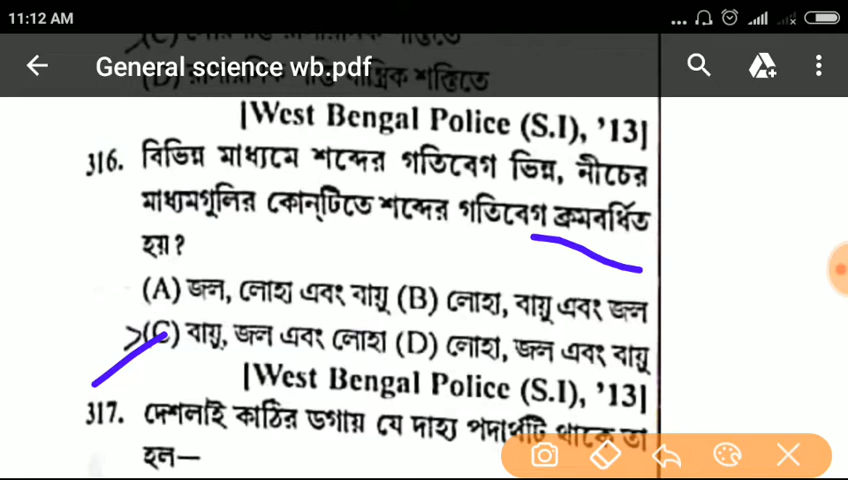 11:12 AM
General science wb.pdf
শক্তিতে
[West Bengal Police (S.I), '13]
316. বিভিন্ন মাধ্যমে শব্দের গতিবেগ ভিন্ন, নীচের
মাধ্যমগুলির কোন্‌টিতে শব্দের গতিবেগ ক্রমবর্ধিত
হয়?
(A) জল, লোহা এবং বায়ু (B) লোহা, বায়ু এবং জল
>(C) বায়ু, জল এবং লোহা (D) লোহা, জল এবং বায়ু
[West Bengal Police (S.I), '13]
317. দেশলাই কাঠির ডগায় যে দাহ্য পদার্থটি থাকে তা
হল—